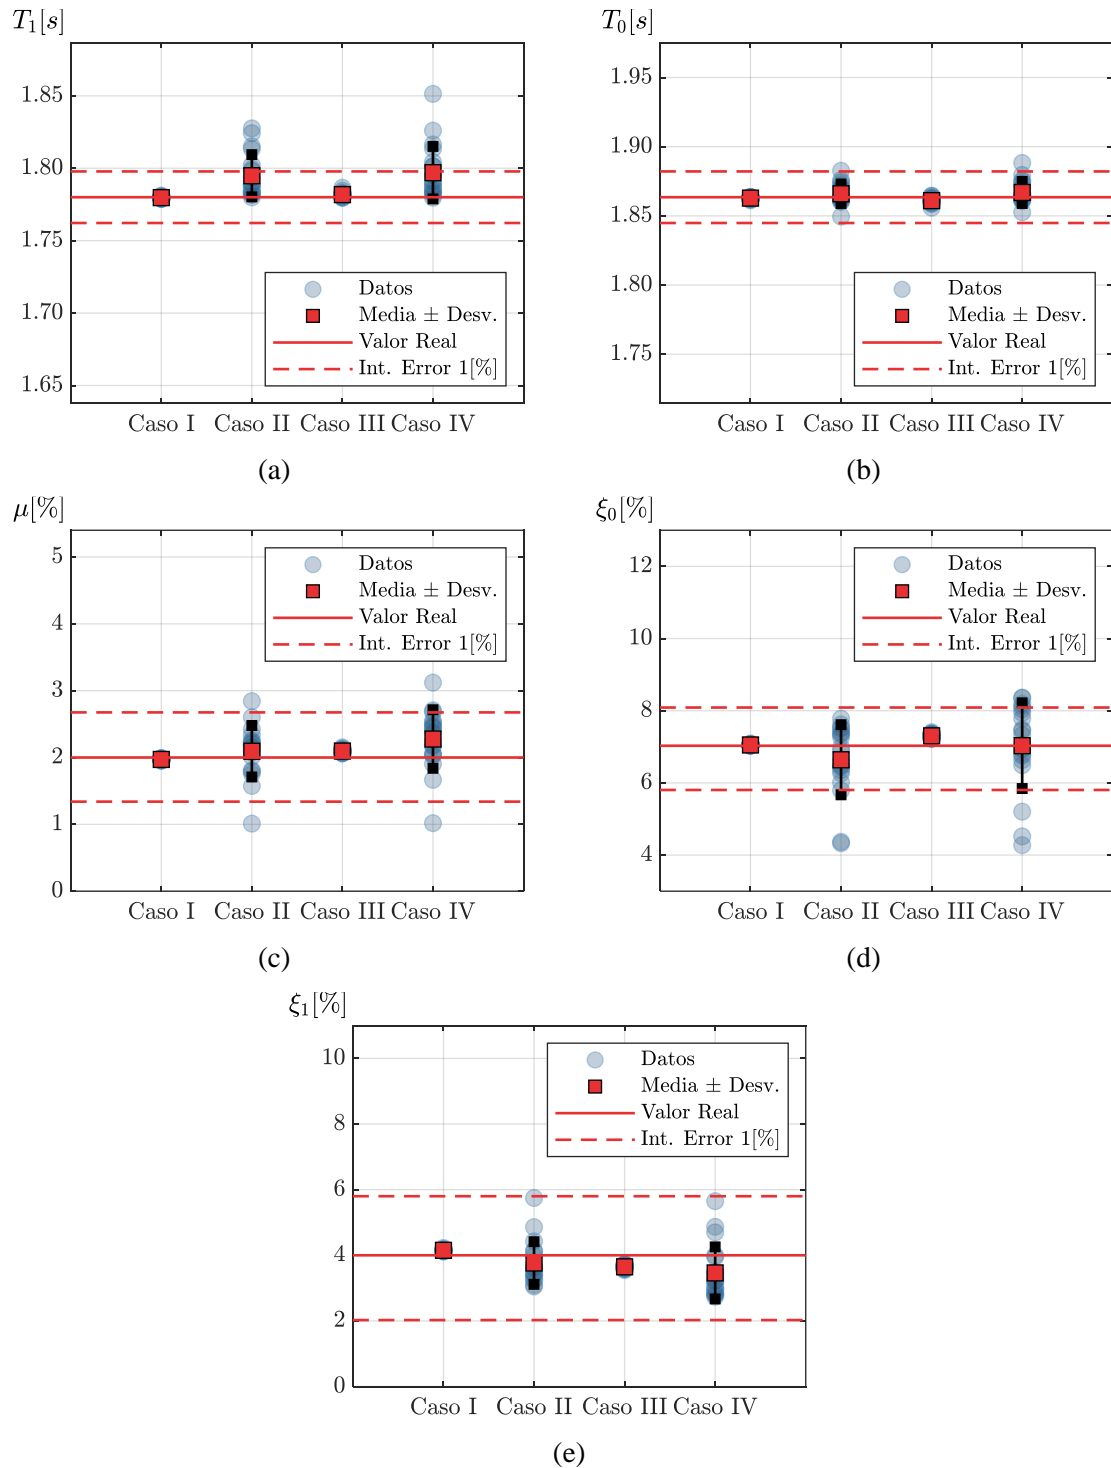 T₁[s]
1.85
1.80
1.75
1.70
1.65
Datos
Media ± Desv.
Valor Real
Int. Error 1[%]
Caso I Caso II Caso III Caso IV
(a)
T₀[s]
1.95
1.90
1.85
1.80
1.75
Datos
Media ± Desv.
Valor Real
Int. Error 1[%]
Caso I Caso II Caso III Caso IV
(b)
μ[%]
5
4
3
2
1
0
Datos
Media ± Desv.
Valor Real
Int. Error 1[%]
Caso I Caso II Caso III Caso IV
(c)
ξ₀[%]
12
10
8
6
4
Datos
Media ± Desv.
Valor Real
Int. Error 1[%]
Caso I Caso II Caso III Caso IV
(d)
ξ₁[%]
10
8
6
4
2
0
Datos
Media ± Desv.
Valor Real
Int. Error 1[%]
Caso I Caso II Caso III Caso IV
(e)